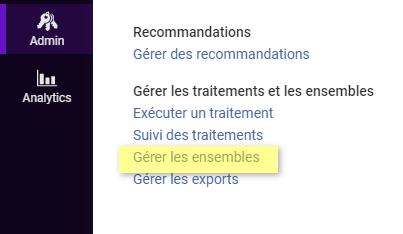 Admin
Analytics
Recommandations
Gérer des recommandations
Gérer les traitements et les ensembles
Exécuter un traitement
Suivi des traitements
Gérer les ensembles
Gérer les exports